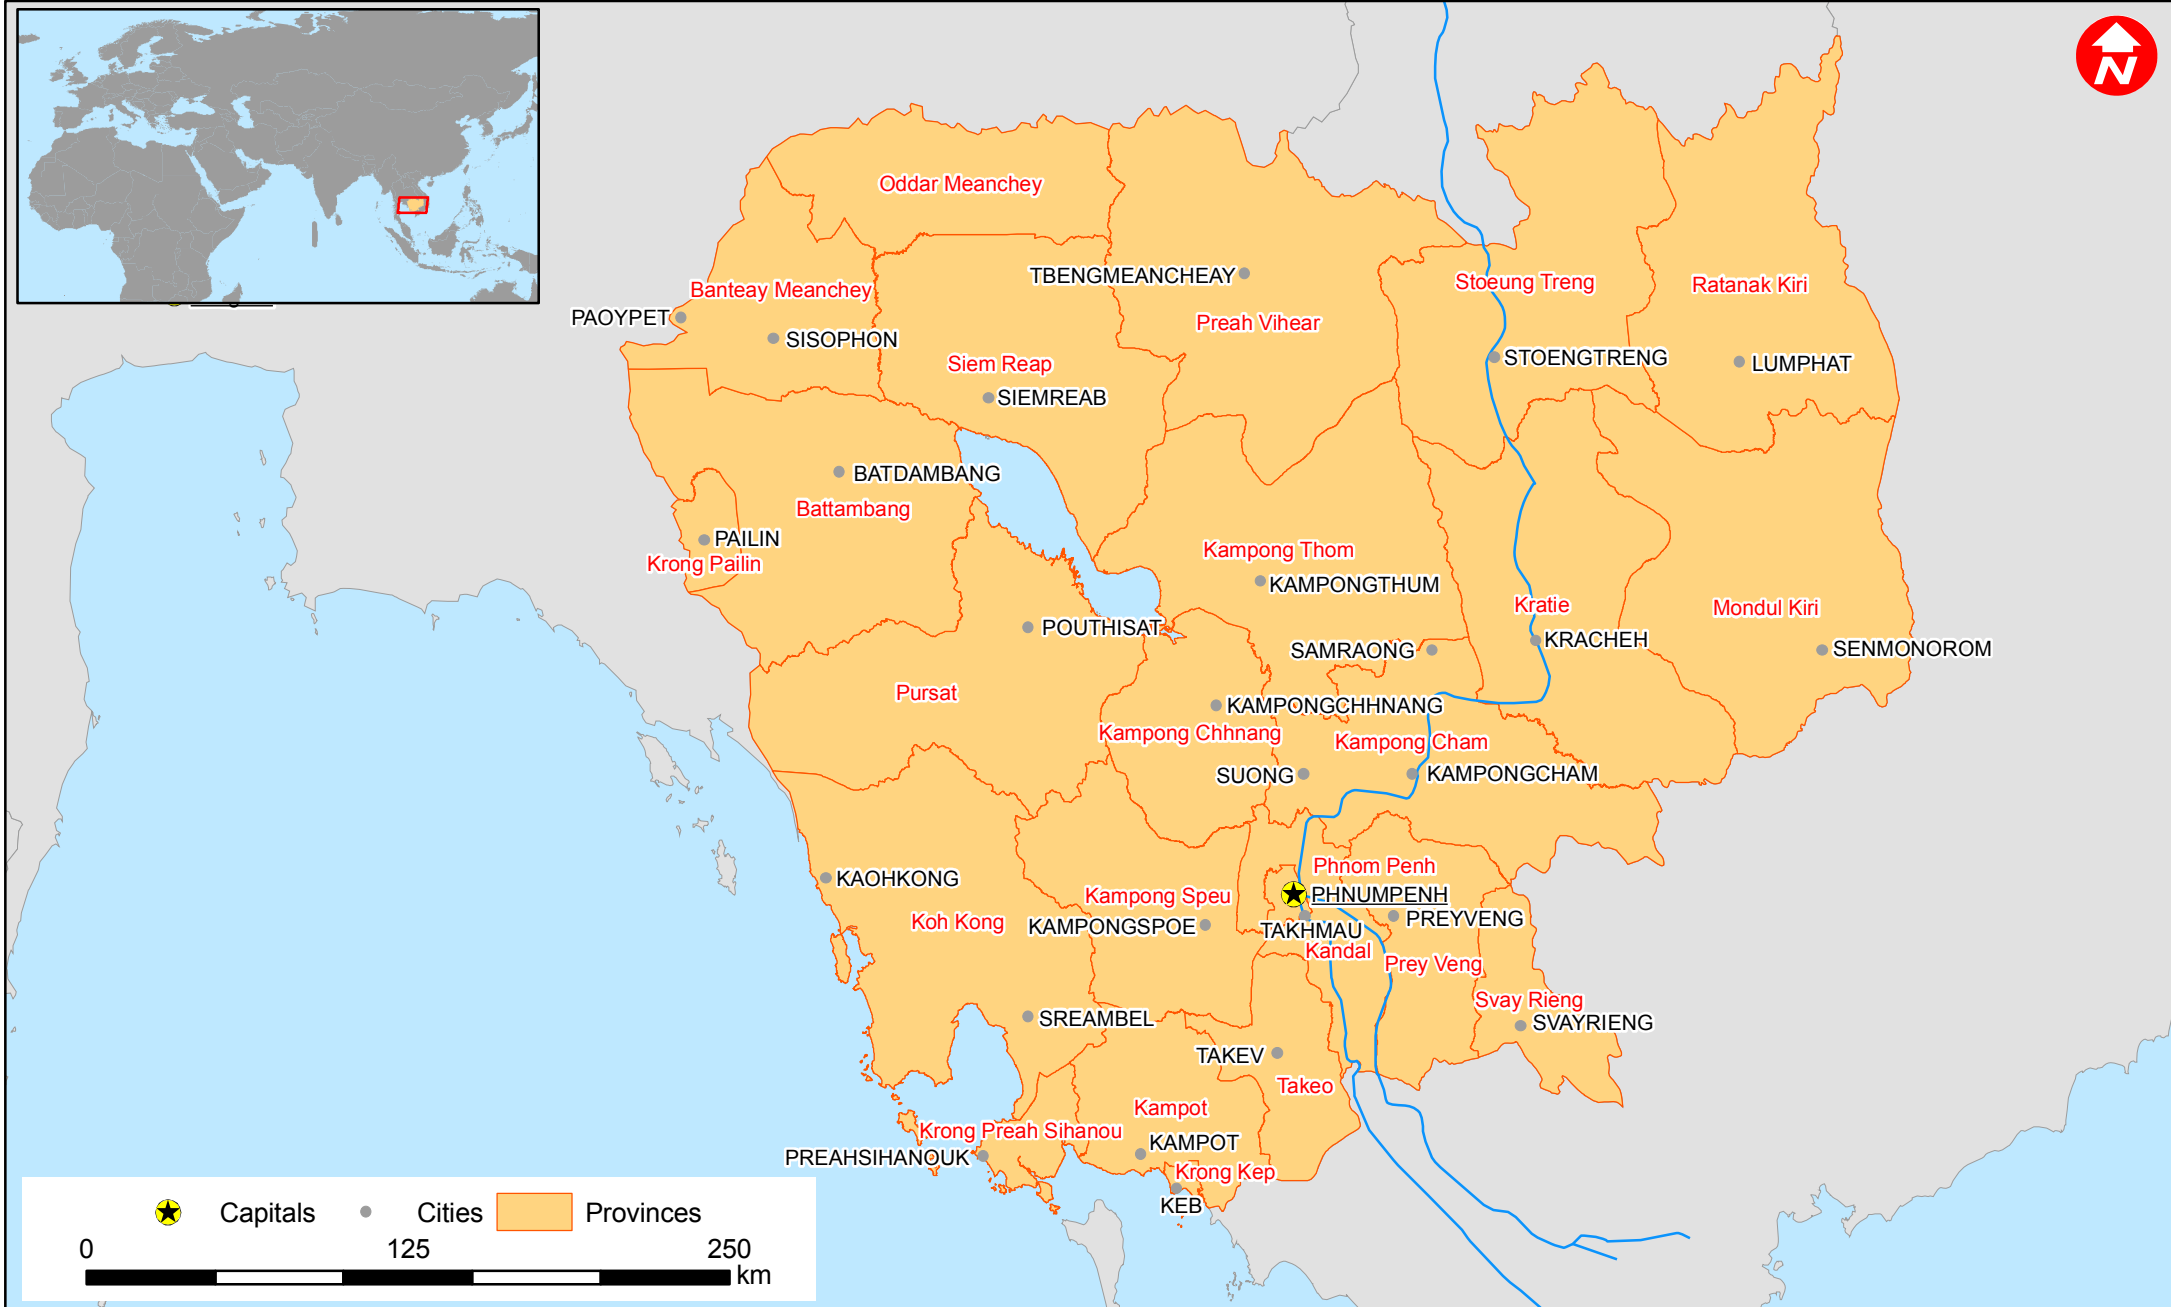 N
Oddar Meanchey
TBENGMEANCHEAY
Stoeung Treng
Ratanak Kiri
Banteay Meanchey
PAOYPET
Preah Vihear
SISOPHON
STOENGTRENG
LUMPHAT
Siem Reap
SIEMREAB
BATDAMBANG
Battambang
PAILIN
Krong Pailin
Kampong Thom
KAMPONGTHUM
Kratie
Mondul Kiri
POUTHISAT
KRACHEH
SAMRAONG
SENMONOROM
Pursat
KAMPONGCHHNANG
Kampong Chhnang
Kampong Cham
SUONG
KAMPONGCHAM
Phnom Penh
KAOHKONG
Kampong Speu
PHNUMPENH
Koh Kong
KAMPONGSPOE
TAKHMAU
PREYVENG
Kandal
Prey Veng
Svay Rieng
SREAMBEL
SVAYRIENG
TAKEV
Takeo
Kampot
Krong Preah Sihanou
KAMPOT
PREAHSIHANOUK
Krong Kep
KEB
Capitals Cities Provinces
0 125 250
km